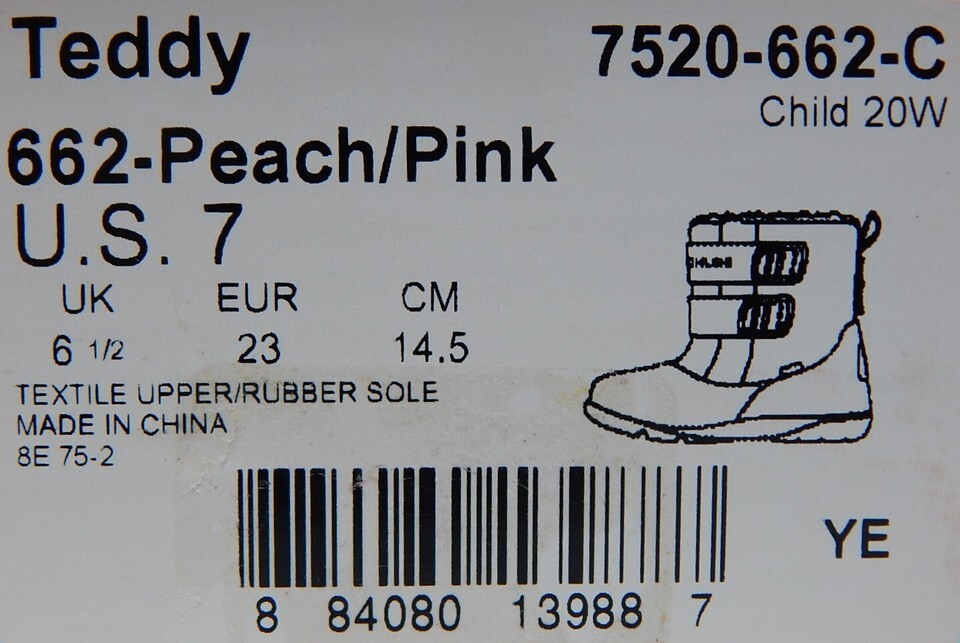 Teddy
7520-662-C
Child 20W
662-Peach/Pink
U.S. 7
UK EUR CM
6 1/2 23 14.5
TEXTILE UPPER/RUBBER SOLE
MADE IN CHINA
8E 75-2
YE
8 84080 13988 7